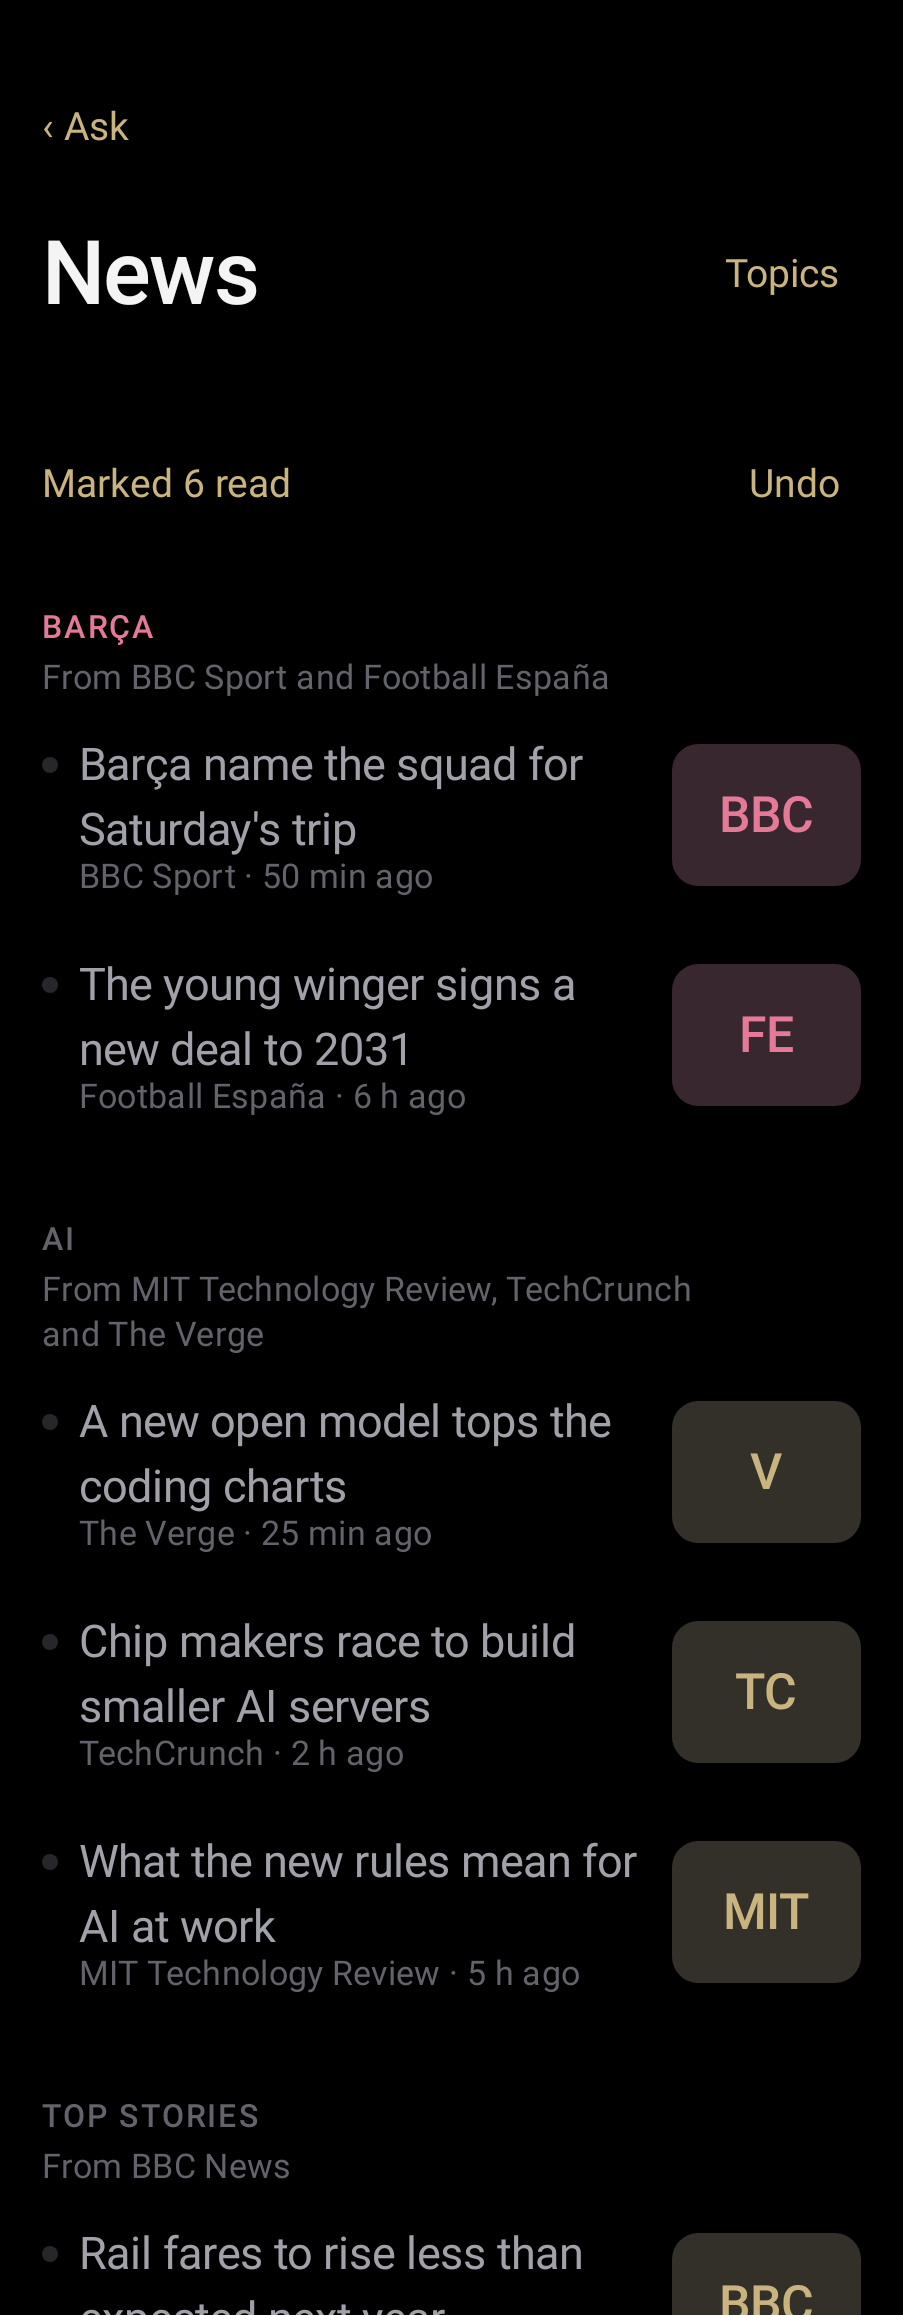 ‹ Ask
News
Topics
Marked 6 read
Undo
BARÇA
From BBC Sport and Football España
Barça name the squad for
Saturday's trip
BBC Sport · 50 min ago
BBC
The young winger signs a
new deal to 2031
Football España · 6 h ago
FE
AI
From MIT Technology Review, TechCrunch
and The Verge
A new open model tops the
coding charts
The Verge · 25 min ago
V
Chip makers race to build
smaller AI servers
TechCrunch · 2 h ago
TC
What the new rules mean for
AI at work
MIT Technology Review · 5 h ago
MIT
TOP STORIES
From BBC News
Rail fares to rise less than
expected next year
BBC